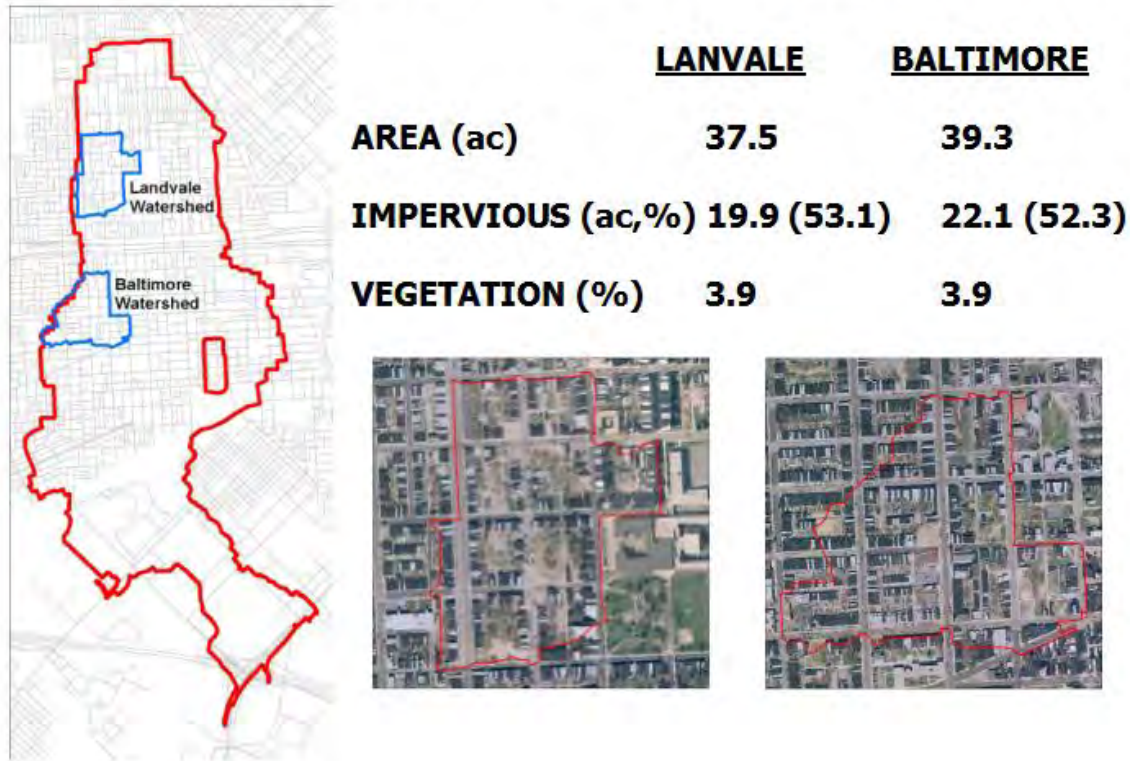 LANVALE BALTIMORE
AREA (ac) 37.5 39.3
IMPERVIOUS (ac,%) 19.9 (53.1) 22.1 (52.3)
VEGETATION (%) 3.9 3.9
Landvale
Watershed
Baltimore
Watershed